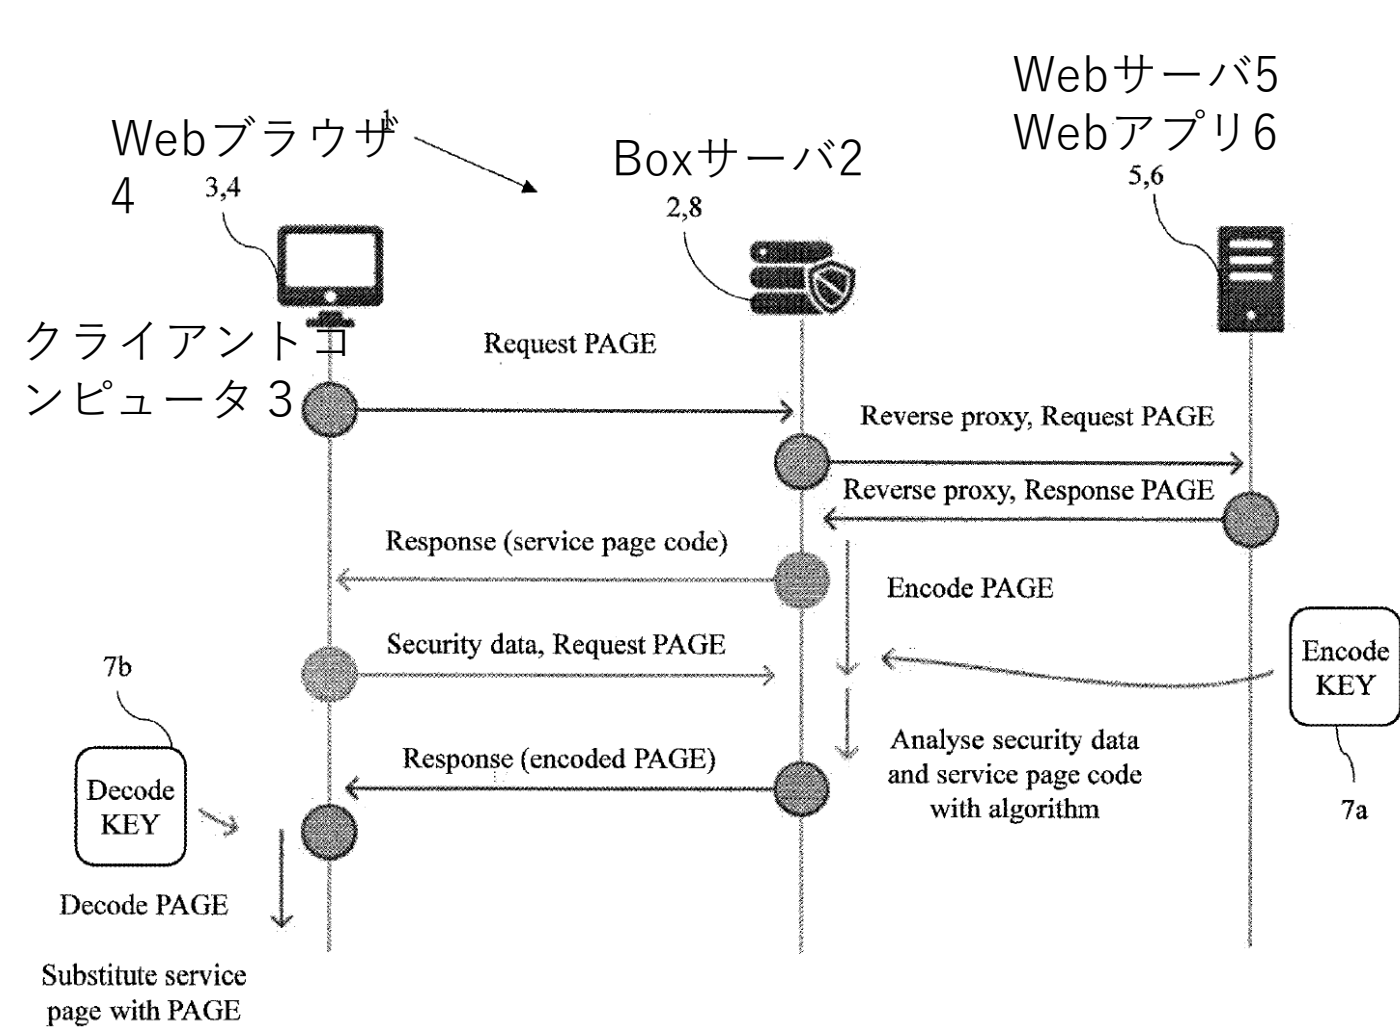 Webサーバ5
Webアプリ6
Webブラウザ
4
1
Boxサーバ2
3,4
2,8
5,6
クライアントコ
ンピュータ３
Request PAGE
Reverse proxy, Request PAGE
Reverse proxy, Response PAGE
Response (service page code)
Encode PAGE
Security data, Request PAGE
Encode
KEY
7a
7b
Analyse security data
and service page code
with algorithm
Response (encoded PAGE)
Decode
KEY
Decode PAGE
Substitute service
page with PAGE